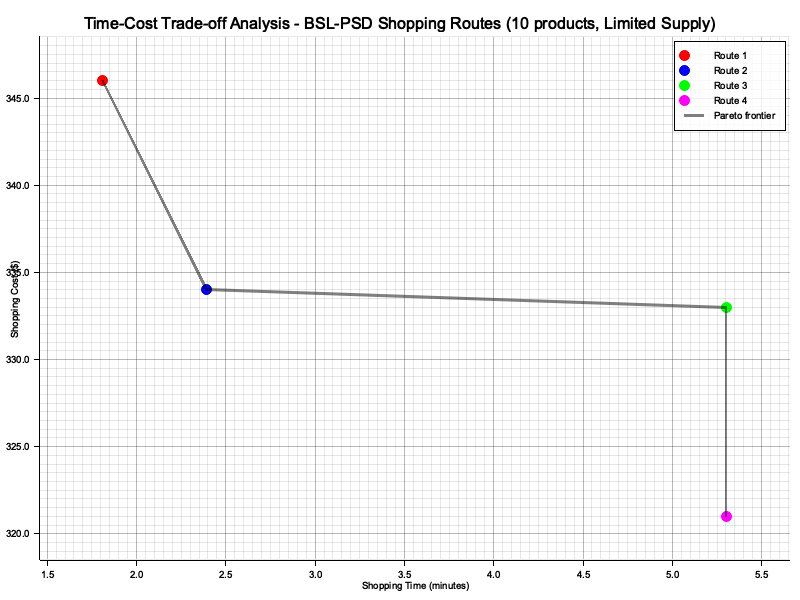 Time-Cost Trade-off Analysis - BSL-PSD Shopping Routes (10 products, Limited Supply)
Route 1
Route 2
Route 3
Route 4
Pareto frontier
345.0
340.0
335.0
330.0
325.0
320.0
Shopping Cost ($)
1.5 2.0 2.5 3.0 3.5 4.0 4.5 5.0 5.5
Shopping Time (minutes)